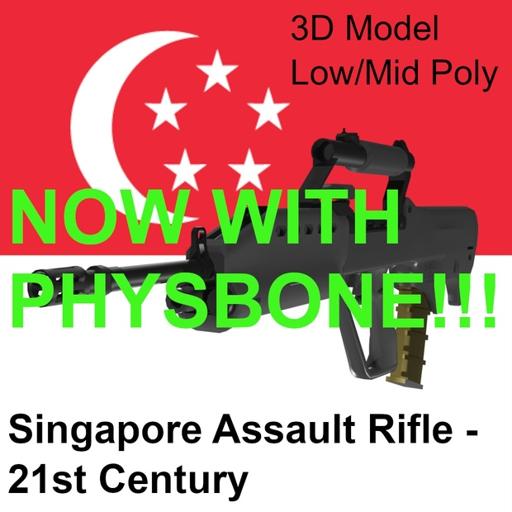 3D Model
Low/Mid Poly
NOW WITH
PHYSBONE!!!
Singapore Assault Rifle -
21st Century